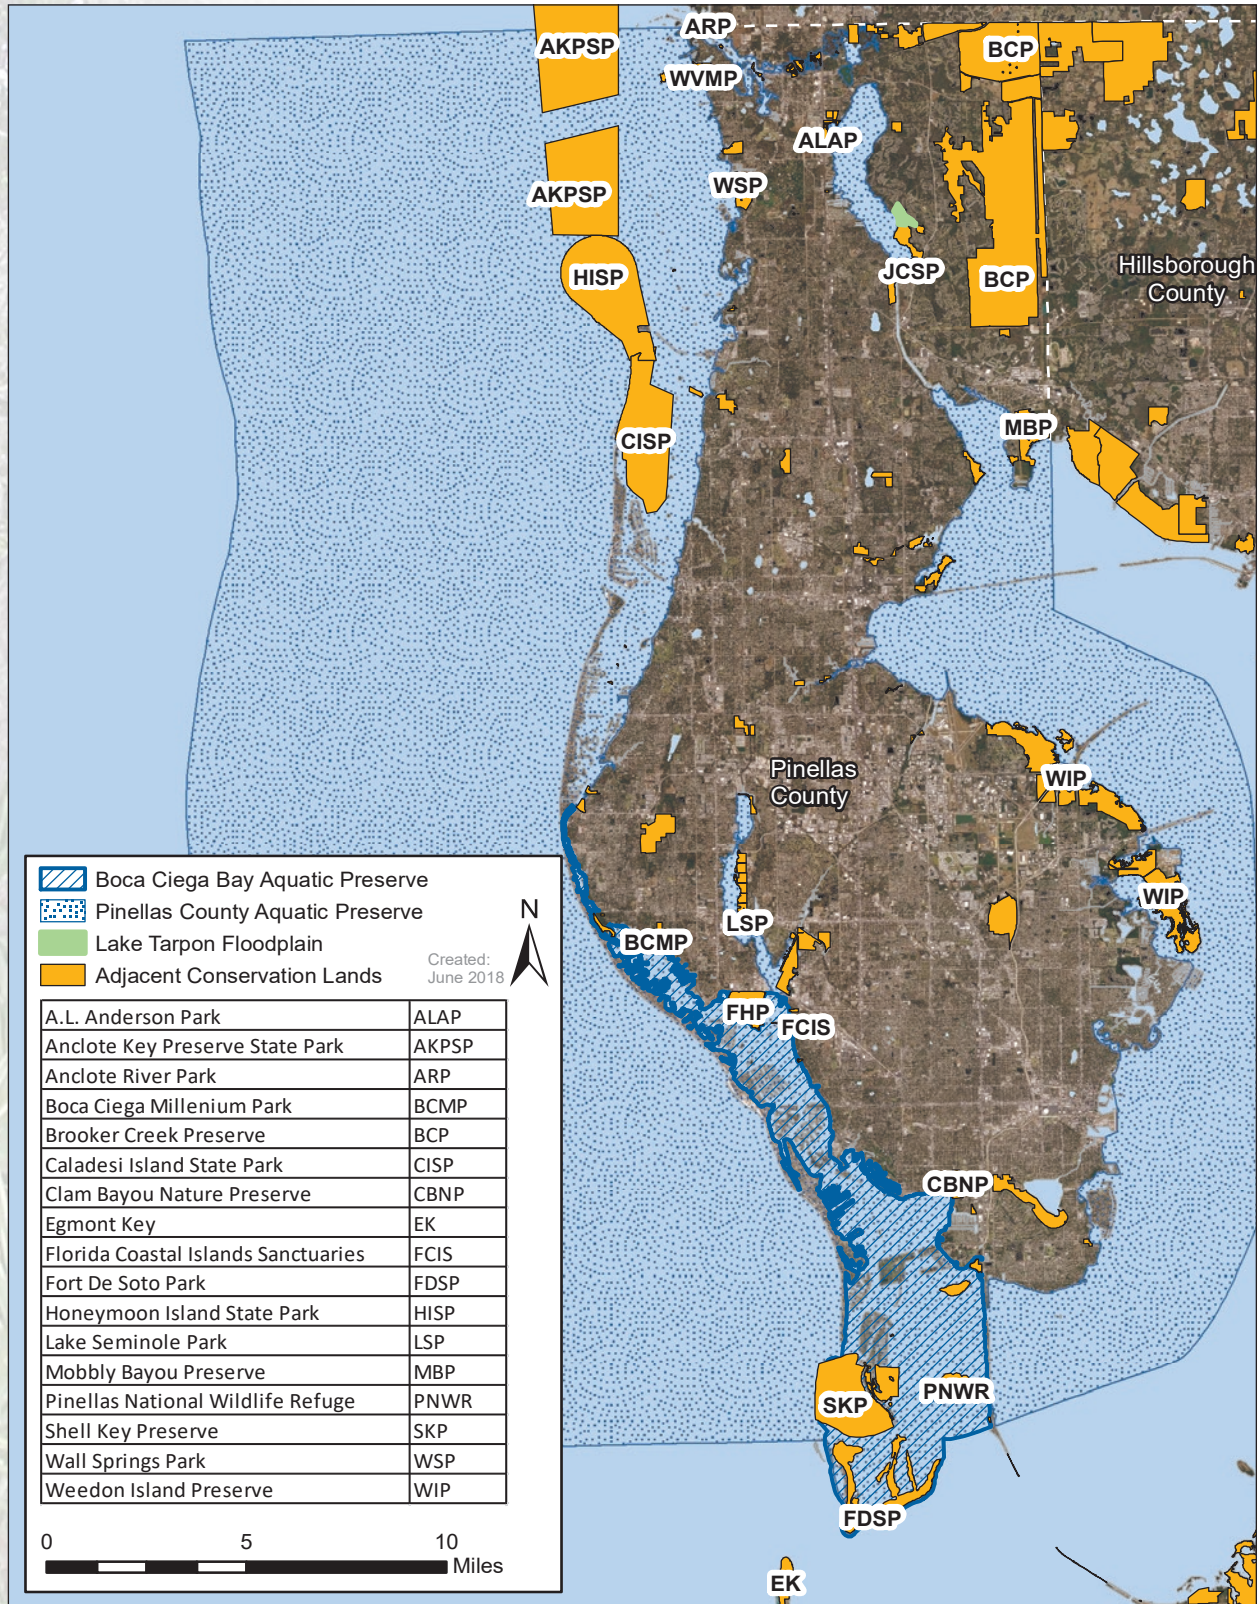 ARP
AKPSP
BCP
WVMP
ALAP
WSP
AKPSP
JCSP
HISP
BCP
Hillsborough
County
MBP
CISP
Pinellas
County
WIP
WIP
LSP
BCMP
FHP
FCIS
CBNP
PNWR
SKP
FDSP
EK
Boca Ciega Bay Aquatic Preserve
Pinellas County Aquatic Preserve
Lake Tarpon Floodplain
Adjacent Conservation Lands
N
Created:
June 2018
A.L. Anderson Park ALAP
Anclote Key Preserve State Park AKPSP
Anclote River Park ARP
Boca Ciega Millenium Park BCMP
Brooker Creek Preserve BCP
Caladesi Island State Park CISP
Clam Bayou Nature Preserve CBNP
Egmont Key EK
Florida Coastal Islands Sanctuaries FCIS
Fort De Soto Park FDSP
Honeymoon Island State Park HISP
Lake Seminole Park LSP
Mobbly Bayou Preserve MBP
Pinellas National Wildlife Refuge PNWR
Shell Key Preserve SKP
Wall Springs Park WSP
Weedon Island Preserve WIP
0 5 10
Miles